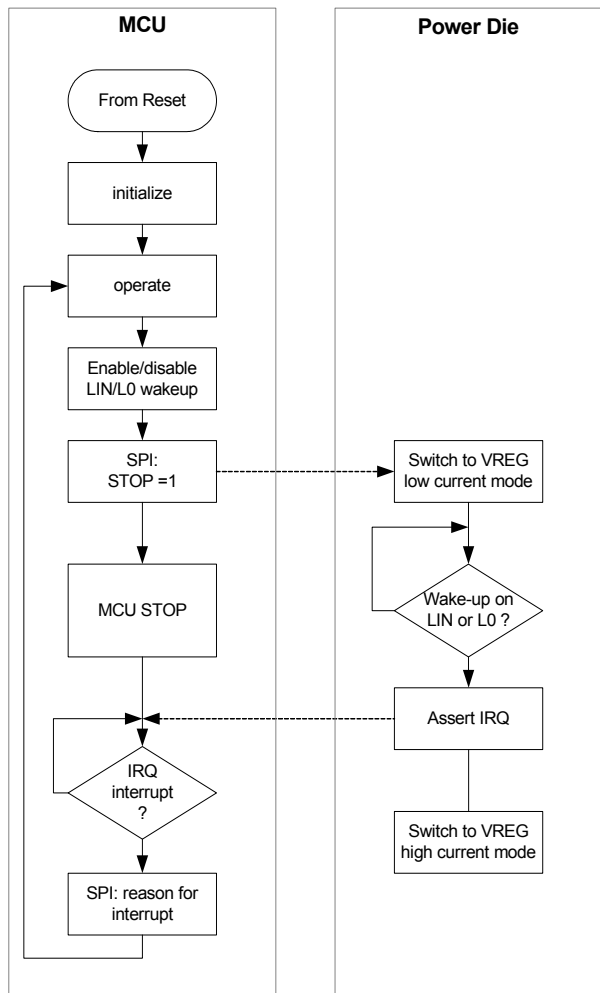 MCU
From Reset
initialize
operate
Enable/disable
LIN/L0 wakeup
SPI:
STOP =1
MCU STOP
IRQ
interrupt
?
SPI: reason for
interrupt
Power Die
Switch to VREG
low current mode
Wake-up on
LIN or L0 ?
Assert IRQ
Switch to VREG
high current mode